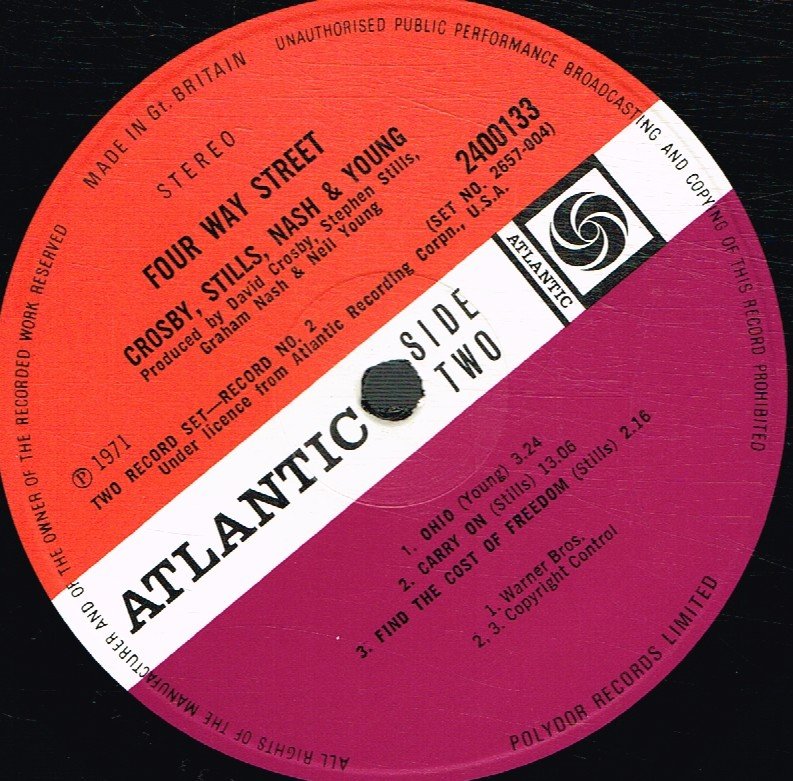 MADE IN Gt. BRITAIN
UNAUTHORISED PUBLIC PERFORMANCE BROADCASTING AND COPYING OF THIS RECORD PROHIBITED
STEREO
FOUR WAY STREET
CROSBY, STILLS, NASH & YOUNG
2400133
Produced by David Crosby, Stephen Stills,
Graham Nash & Neil Young
(SET NO. 2657-004)
℗ 1971
TWO RECORD SET—RECORD NO. 2
Under licence from Atlantic Recording Corpn., U.S.A.
ATLANTIC
SIDE
TWO
ATLANTIC
1. OHIO (Young) 3.24
2. CARRY ON (Stills) 13.06
3. FIND THE COST OF FREEDOM (Stills) 2.16
1. Warner Bros.
2, 3. Copyright Control
POLYDOR RECORDS LIMITED
ALL RIGHTS OF THE MANUFACTURER AND OF THE OWNER OF THE RECORDED WORK RESERVED